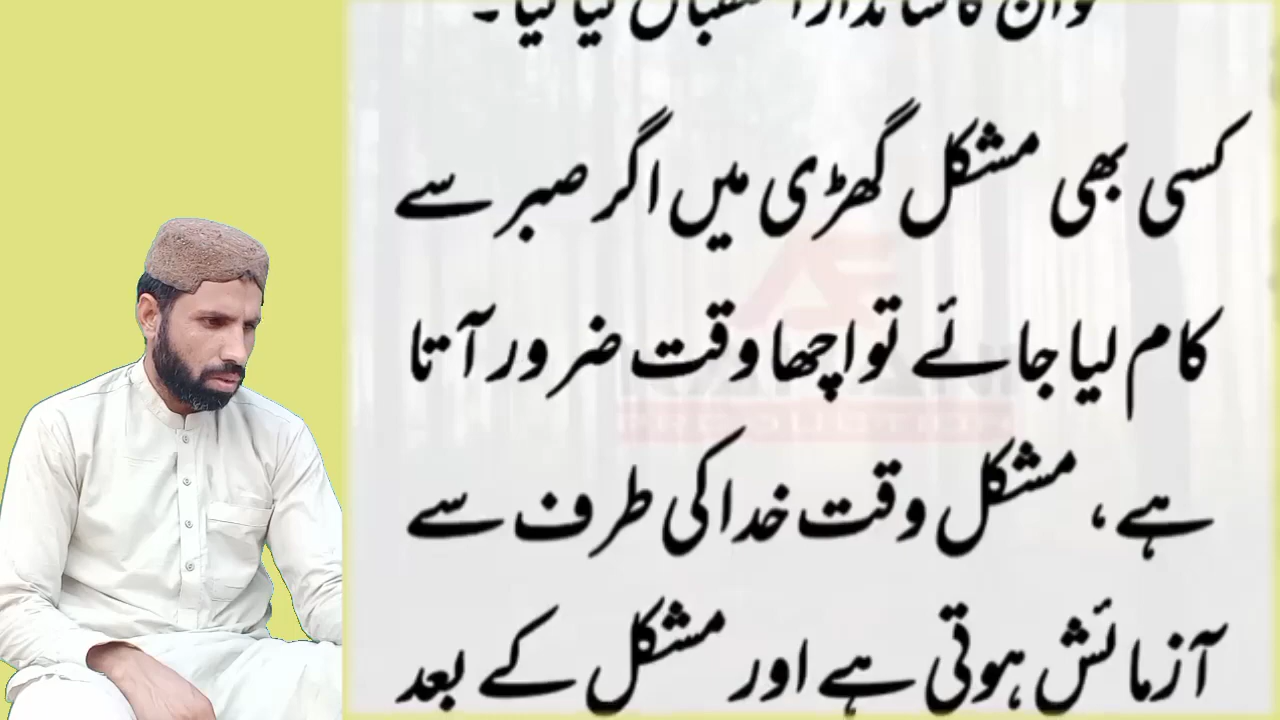 کسی بھی مشکل گھڑی میں اگر صبر سے
کام لیا جائے تو اچھا وقت ضرور آتا
ہے، مشکل وقت خدا کی طرف سے
آزمائش ہوتی ہے اور مشکل کے بعد
PRODUCTION